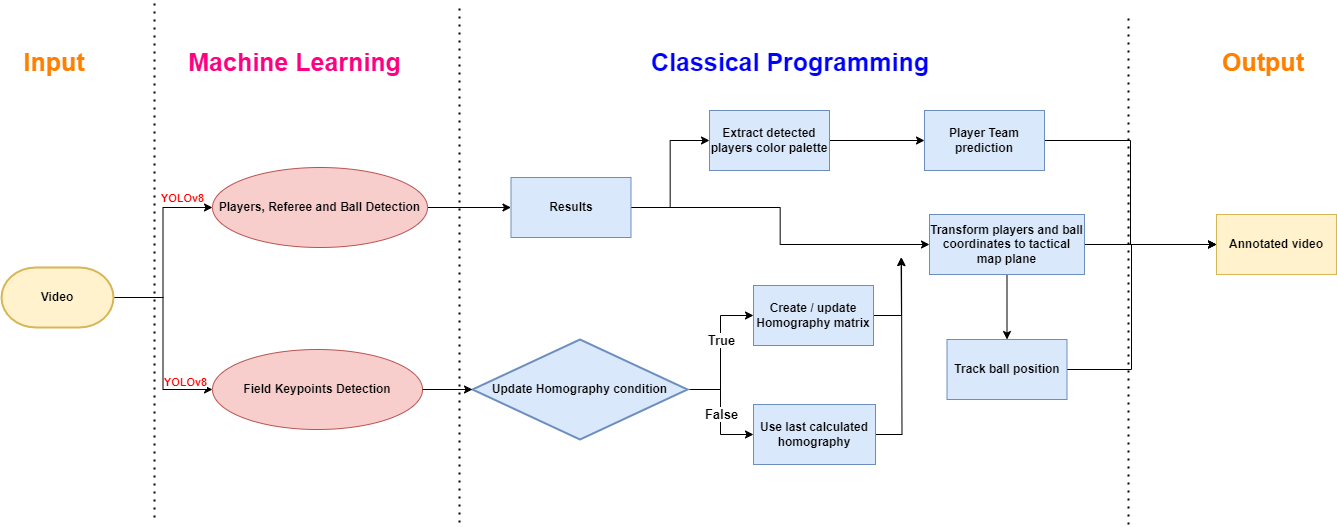 Input
Machine Learning
Classical Programming
Output
Extract detected
players color palette
Player Team
prediction
YOLOv8
Players, Referee and Ball Detection
Results
Transform players and ball
coordinates to tactical
map plane
Annotated video
Video
Create / update
Homography matrix
True
Track ball position
YOLOv8
Field Keypoints Detection
Update Homography condition
False
Use last calculated
homography